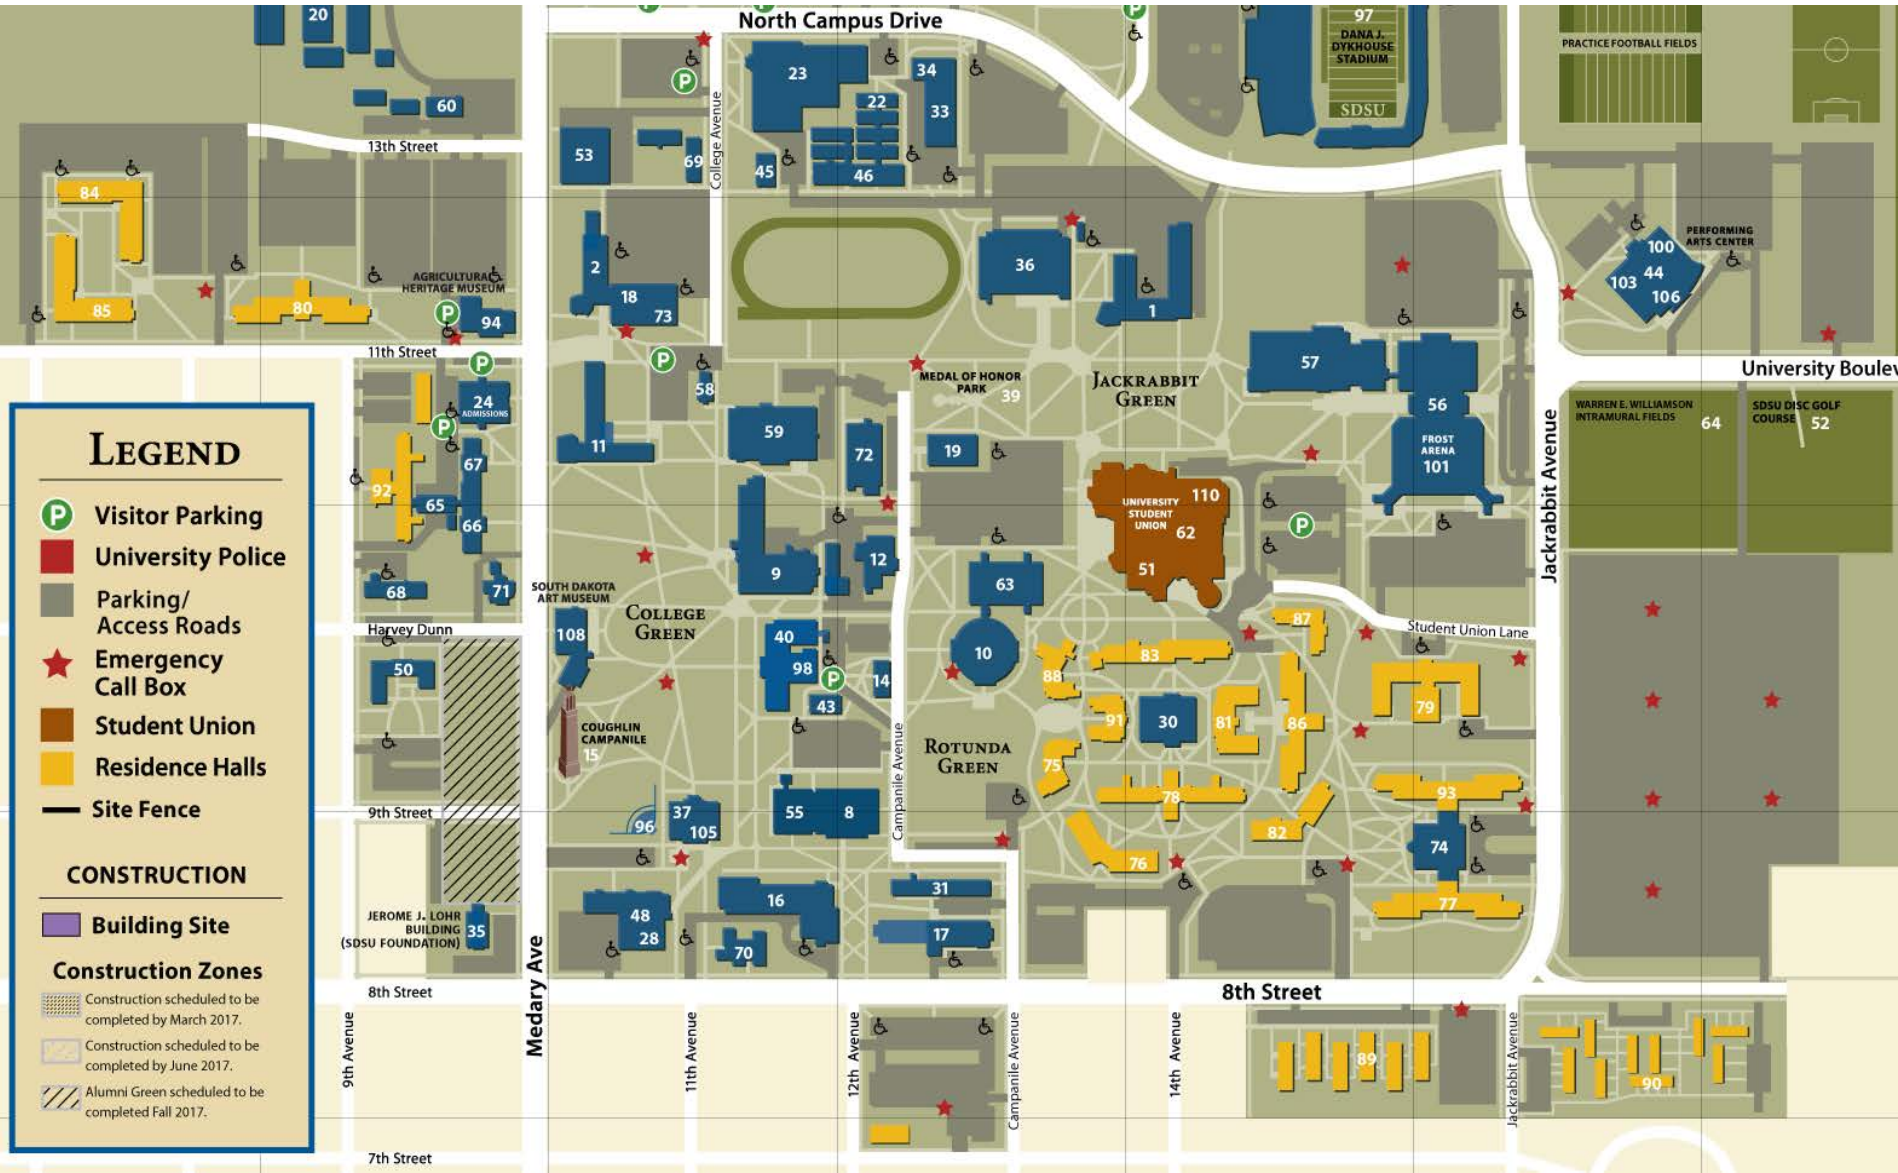 20
North Campus Drive
97
DANA J.
DYKHOUSE
STADIUM
SDSU
PRACTICE FOOTBALL FIELDS
P
60
13th Street
23
34
22
33
53
69
College Avenue
45
46
84
85
80
AGRICULTURAL
HERITAGE MUSEUM
P
94
11th Street
2
18
73
36
1
100
44
103
106
PERFORMING
ARTS CENTER
P
P
58
24
ADMISSIONS
P
11
59
72
19
MEDAL OF HONOR
PARK
39
JACKRABBIT
GREEN
57
56
FROST
ARENA
101
University Boulev
WARREN E. WILLIAMSON
INTRAMURAL FIELDS
64
SDSU DISC GOLF
COURSE
52
Jackrabbit Avenue
67
92
65
66
68
71
9
12
63
10
UNIVERSITY
STUDENT
UNION
110
62
51
P
SOUTH DAKOTA
ART MUSEUM
108
COLLEGE
GREEN
Harvey Dunn
50
40
98
P
14
43
COUGHLIN
CAMPANILE
15
Campanile Avenue
ROTUNDA
GREEN
88
83
87
Student Union Lane
91
30
81
86
79
75
78
93
82
76
74
77
9th Street
96
37
105
55
8
JEROME J. LOHR
BUILDING
(SDSU FOUNDATION)
35
48
28
16
70
31
17
8th Street
8th Street
Medary Ave
9th Avenue
11th Avenue
12th Avenue
Campanile Avenue
14th Avenue
Jackrabbit Avenue
89
90
7th Street
LEGEND
P
Visitor Parking
University Police
Parking/
Access Roads
Emergency
Call Box
Student Union
Residence Halls
Site Fence
CONSTRUCTION
Building Site
Construction Zones
Construction scheduled to be
completed by March 2017.
Construction scheduled to be
completed by June 2017.
Alumni Green scheduled to be
completed Fall 2017.